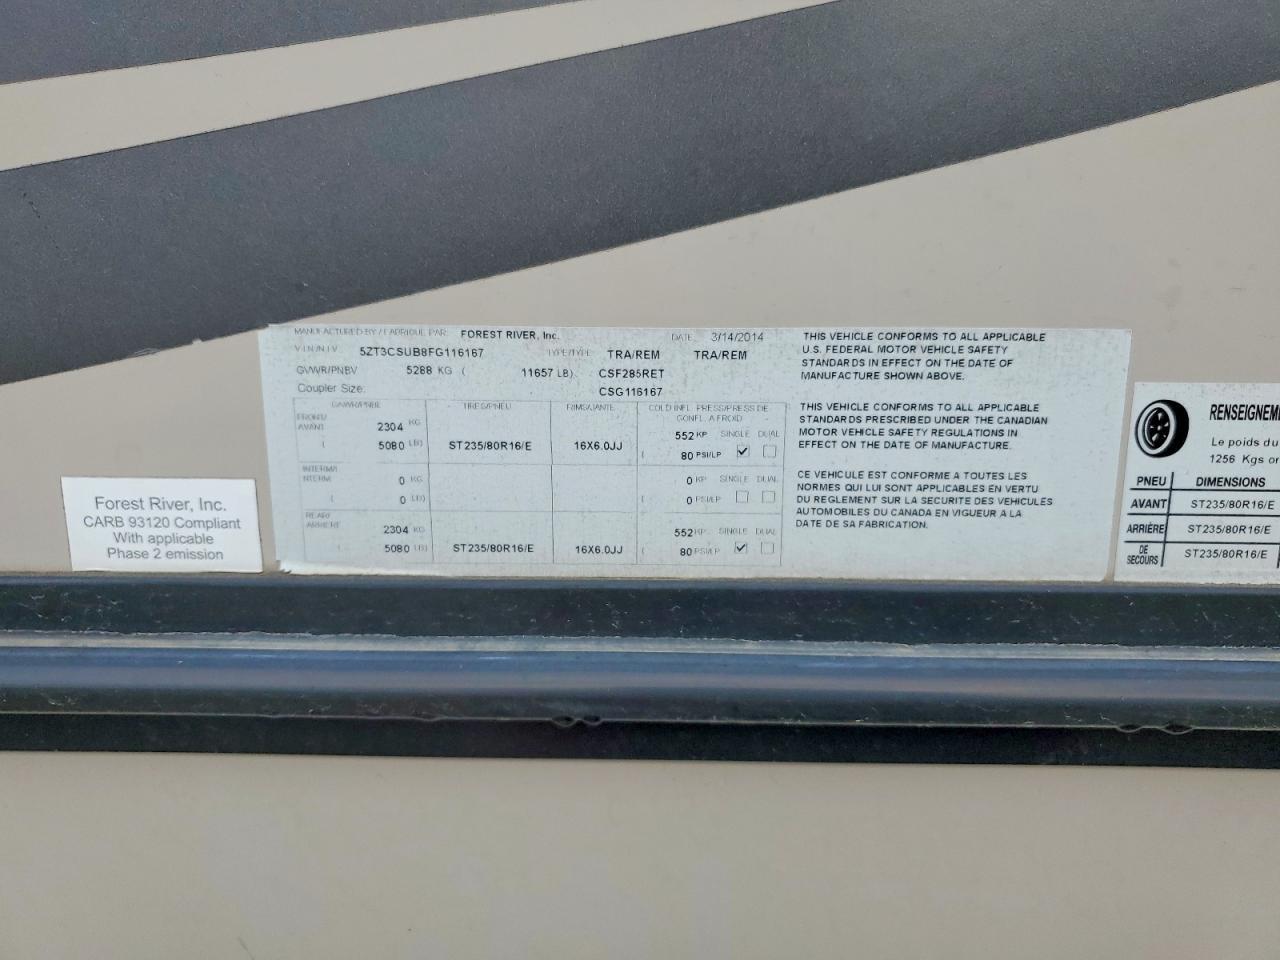 MANUFACTURED BY / FABRIQUE PAR: FOREST RIVER, Inc. DATE: 3/14/2014
V.I.N./N.I.V. 5ZT3CSUB8FG116167 TYPE/TYPE: TRA/REM TRA/REM
GVWR/PNBV 5288 KG ( 11657 LB) CSF285RET
Coupler Size: CSG116167
GAWR/PNBE TIRES/PNEU RIMS/JANTE COLD INFL. PRESS/PRESS DE
GONFL. A FROID
FRONT/
AVANT 2304 KG 552 KP SINGLE DUAL
( 5080 LB) ST235/80R16/E 16X6.0JJ ( 80 PSI/LP
INTERM/
INTERM 0 KG 0 KP SINGLE DUAL
( 0 LB) ( 0 PSI/LP
REAR/
ARRIERE 2304 KG 552 KP SINGLE DUAL
( 5080 LB) ST235/80R16/E 16X6.0JJ ( 80 PSI/LP
THIS VEHICLE CONFORMS TO ALL APPLICABLE
U.S. FEDERAL MOTOR VEHICLE SAFETY
STANDARDS IN EFFECT ON THE DATE OF
MANUFACTURE SHOWN ABOVE.
THIS VEHICLE CONFORMS TO ALL APPLICABLE
STANDARDS PRESCRIBED UNDER THE CANADIAN
MOTOR VEHICLE SAFETY REGULATIONS IN
EFFECT ON THE DATE OF MANUFACTURE.
CE VEHICULE EST CONFORME A TOUTES LES
NORMES QUI LUI SONT APPLICABLES EN VERTU
DU REGLEMENT SUR LA SECURITE DES VEHICULES
AUTOMOBILES DU CANADA EN VIGUEUR A LA
DATE DE SA FABRICATION.
Forest River, Inc.
CARB 93120 Compliant
With applicable
Phase 2 emission
RENSEIGNEM
Le poids du
1256 Kgs or
PNEU DIMENSIONS
AVANT ST235/80R16/E
ARRIÈRE ST235/80R16/E
DE
SECOURS ST235/80R16/E